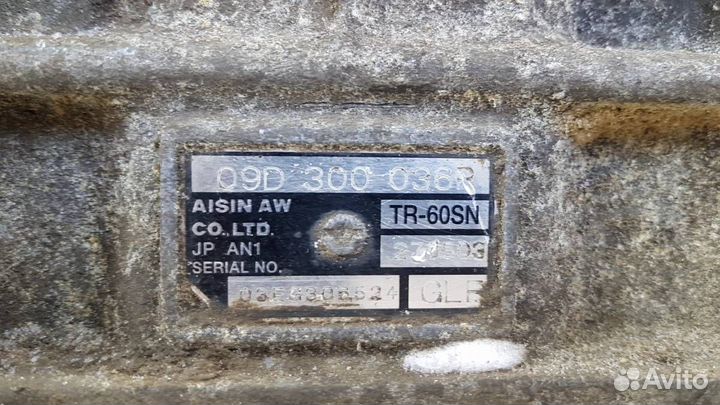 09D 300 036R
AISIN AW
CO.,LTD.
TR-60SN
JP AN1
SERIAL NO.
GLF
Avito